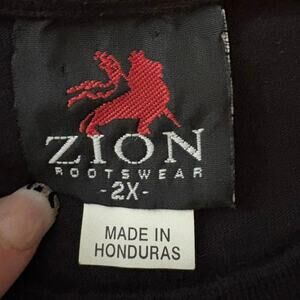 ZION
ROOTSWEAR
-2X-
MADE IN
HONDURAS